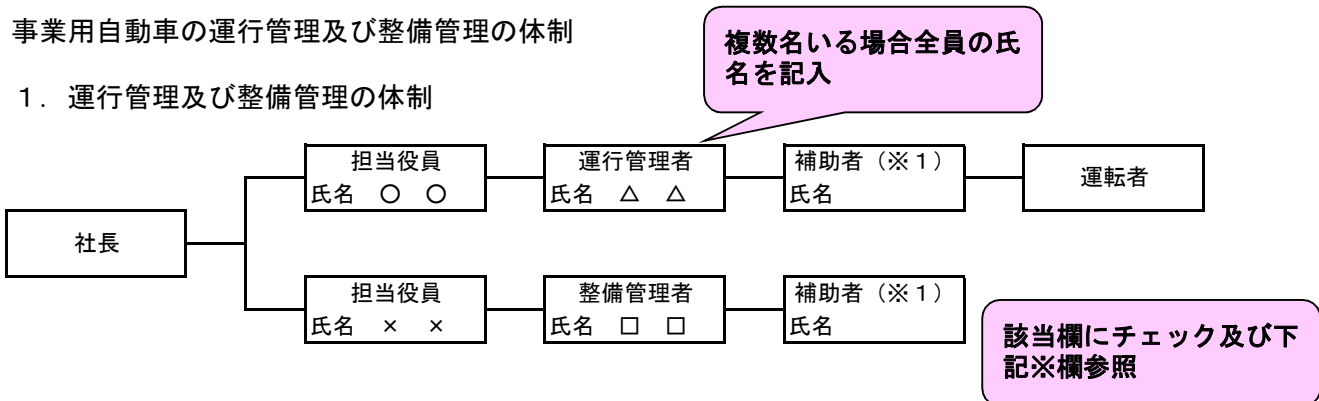 事業用自動車の運行管理及び整備管理の体制
複数名いる場合全員の氏
名を記入
１．運行管理及び整備管理の体制
担当役員
氏名　○　○
運行管理者
氏名　△　△
補助者（※１）
氏名
運転者
社長
担当役員
氏名　×　×
整備管理者
氏名　□　□
補助者（※１）
氏名
該当欄にチェック及び下
記※欄参照